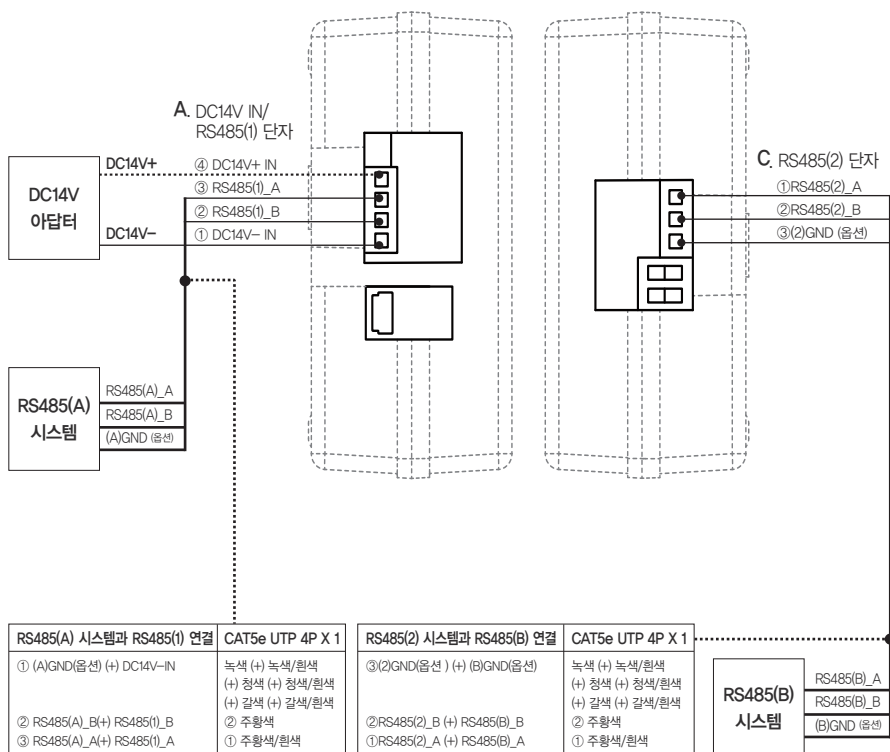 A. DC14V IN/
RS485(1) 단자
DC14V
아답터
DC14V+
④ DC14V+ IN
③ RS485(1)_A
② RS485(1)_B
DC14V-
① DC14V- IN
C. RS485(2) 단자
①RS485(2)_A
②RS485(2)_B
③(2)GND (옵션)
RS485(A)
시스템
RS485(A)_A
RS485(A)_B
(A)GND (옵션)
RS485(A) 시스템과 RS485(1) 연결 CAT5e UTP 4P X 1
① (A)GND(옵션) (+) DC14V-IN 녹색 (+) 녹색/흰색
(+) 청색 (+) 청색/흰색
(+) 갈색 (+) 갈색/흰색
② RS485(A)_B(+) RS485(1)_B ② 주황색
③ RS485(A)_A(+) RS485(1)_A ① 주황색/흰색
RS485(2) 시스템과 RS485(B) 연결 CAT5e UTP 4P X 1
③(2)GND(옵션 ) (+) (B)GND(옵션) 녹색 (+) 녹색/흰색
(+) 청색 (+) 청색/흰색
(+) 갈색 (+) 갈색/흰색
②RS485(2)_B (+) RS485(B)_B ② 주황색
①RS485(2)_A (+) RS485(B)_A ① 주황색/흰색
RS485(B)
시스템
RS485(B)_A
RS485(B)_B
(B)GND (옵션)